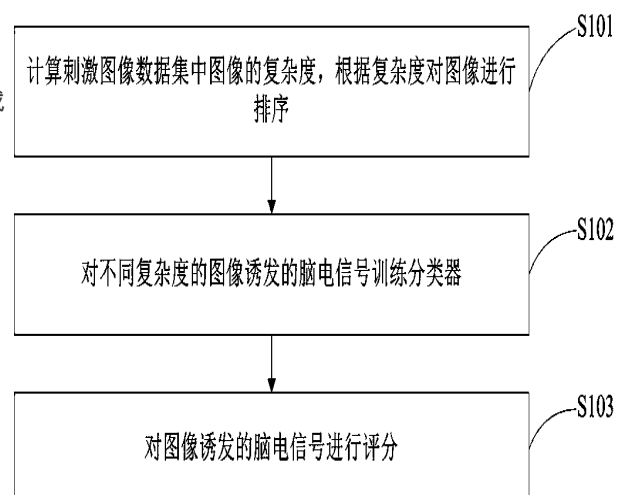 S101
计算刺激图像数据集中图像的复杂度，根据复杂度对图像进行
排序
S102
对不同复杂度的图像诱发的脑电信号训练分类器
S103
对图像诱发的脑电信号进行评分